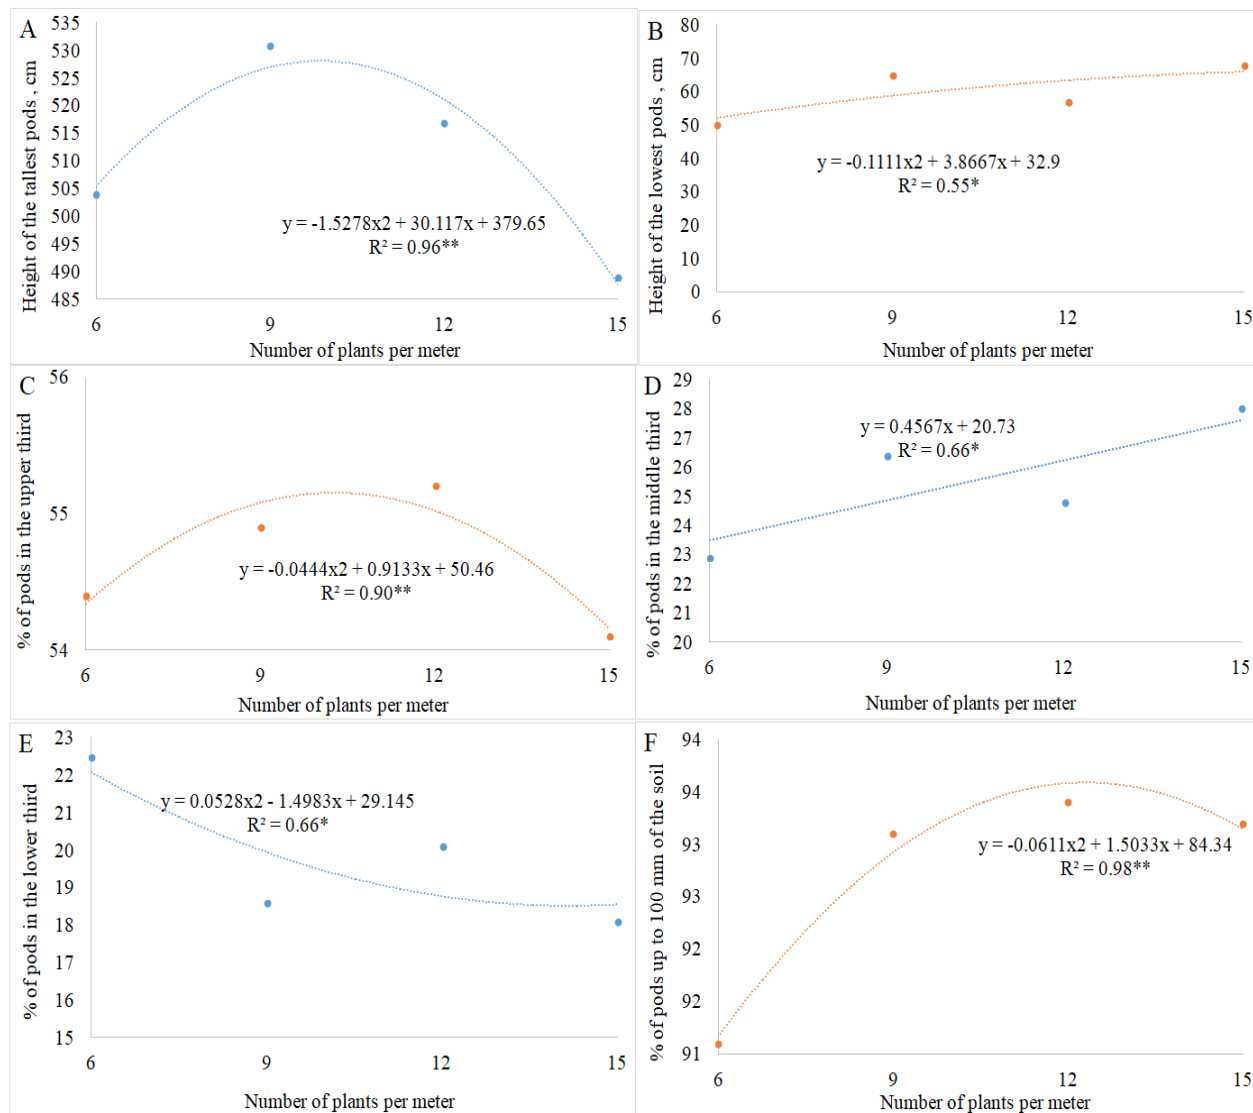 A
Height of the tallest pods , cm
535
530
525
520
515
510
505
500
495
490
485
y = -1.5278x2 + 30.117x + 379.65
R² = 0.96**
6 9 12 15
Number of plants per meter
B
Height of the lowest pods , cm
80
70
60
50
40
30
20
10
0
y = -0.1111x2 + 3.8667x + 32.9
R² = 0.55*
6 9 12 15
Number of plants per meter
C
% of pods in the upper third
56
55
54
y = -0.0444x2 + 0.9133x + 50.46
R² = 0.90**
6 9 12 15
Number of plants per meter
D
% of pods in the middle third
29
28
27
26
25
24
23
22
21
20
y = 0.4567x + 20.73
R² = 0.66*
6 9 12 15
Number of plants per meter
E
% of pods in the lower third
23
22
21
20
19
18
17
16
15
y = 0.0528x2 - 1.4983x + 29.145
R² = 0.66*
6 9 12 15
Number of plants per meter
F
% of pods up to 100 mm of the soil
94
94
93
93
92
92
91
y = -0.0611x2 + 1.5033x + 84.34
R² = 0.98**
6 9 12 15
Number of plants per meter